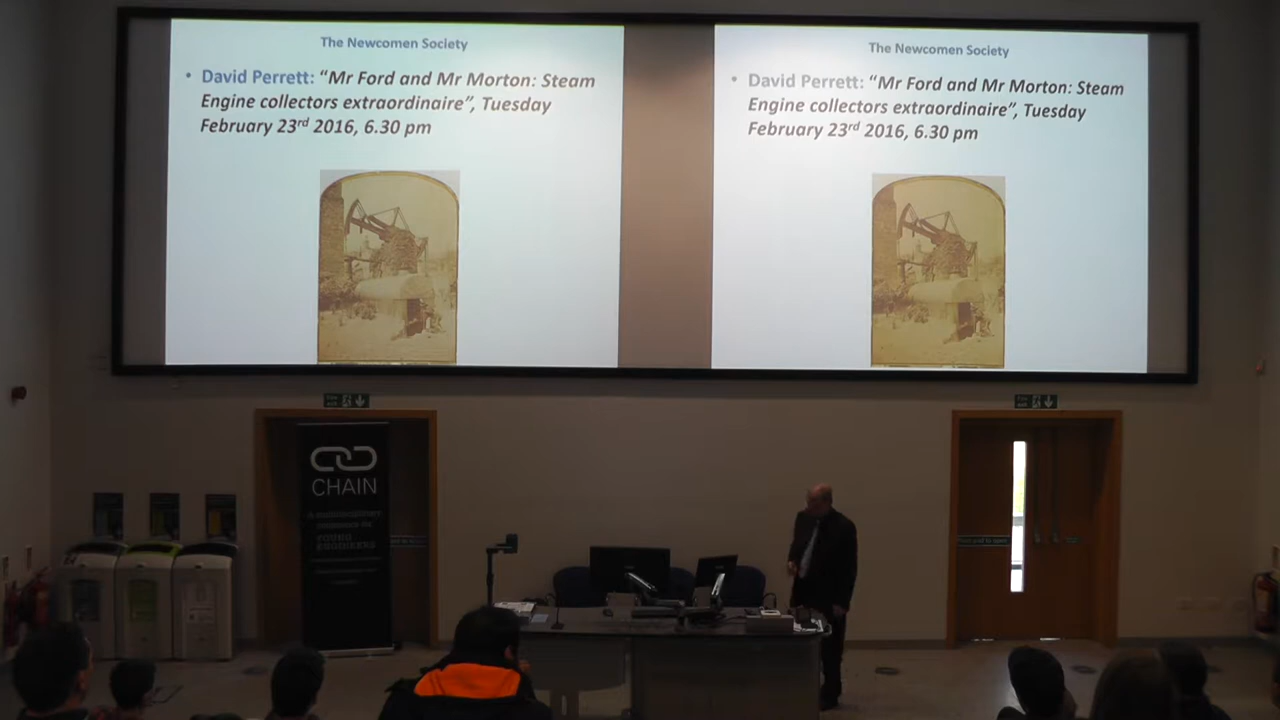 The Newcomen Society
• David Perrett: “Mr Ford and Mr Morton: Steam
Engine collectors extraordinaire”, Tuesday
February 23rd 2016, 6.30 pm
The Newcomen Society
• David Perrett: “Mr Ford and Mr Morton: Steam
Engine collectors extraordinaire”, Tuesday
February 23rd 2016, 6.30 pm
CHAIN
YOUNG
ENGINEERS